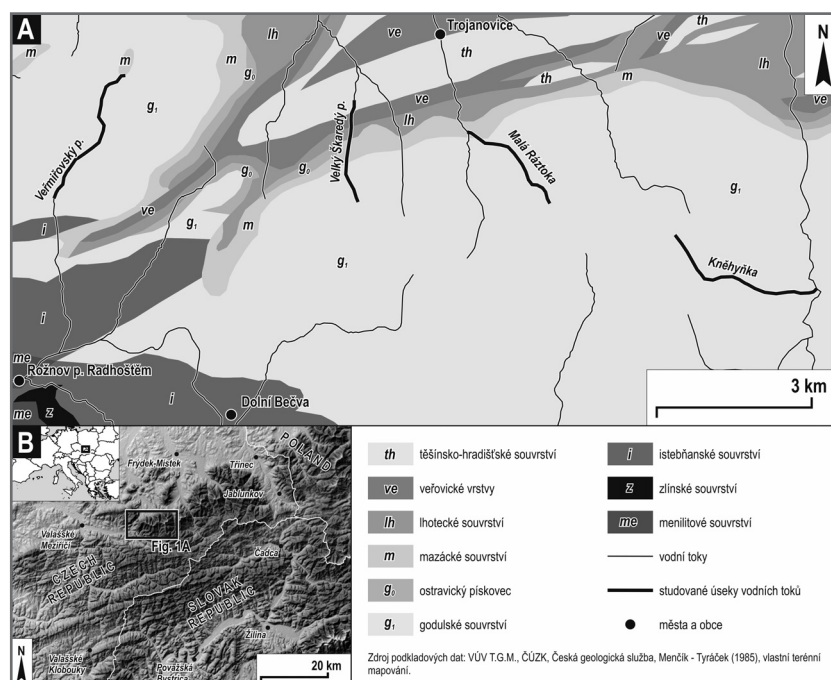 A
N
m
m
m
lh
ve
Trojanovice
th
ve
th
lh
ve
g₀
g₁
th
th
m
ve
lh
Veřmiřovský p.
Velký Škaredý p.
Malá Ráztoka
g₀
g₀
g₁
ve
g₁
m
i
g₁
Kněhyňka
i
me
Rožnov p. Radhoštěm
i
Dolní Bečva
me
z
3 km
B
POLAND
Frýdek-Místek
Třinec
Jablunkov
Valašské
Meziříčí
Fig. 1A
Čadca
CZECH
REPUBLIC
SLOVAK
REPUBLIC
Žilina
Valašské
Klobouky
Považská
Bystrica
N
20 km
th těšínsko-hradišťské souvrství
ve veřovické vrstvy
lh lhotecké souvrství
m mazácké souvrství
g₀ ostravický pískovec
g₁ godulské souvrství
i istebňanské souvrství
z zlínské souvrství
me menilitové souvrství
vodní toky
studované úseky vodních toků
města a obce
Zdroj podkladových dat: VÚV T.G.M., ČÚZK, Česká geologická služba, Menčík - Tyráček (1985), vlastní terénní
mapování.